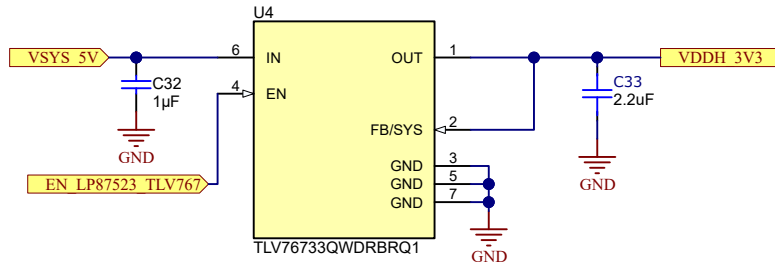 U4
VSYS_5V
6
IN
OUT
1
VDDH_3V3
C32
1µF
4
EN
C33
2.2uF
GND
FB/SYS
2
GND
3
GND
EN_LP87523_TLV767
GND
5
GND
7
TLV76733QWDRBRQ1
GND